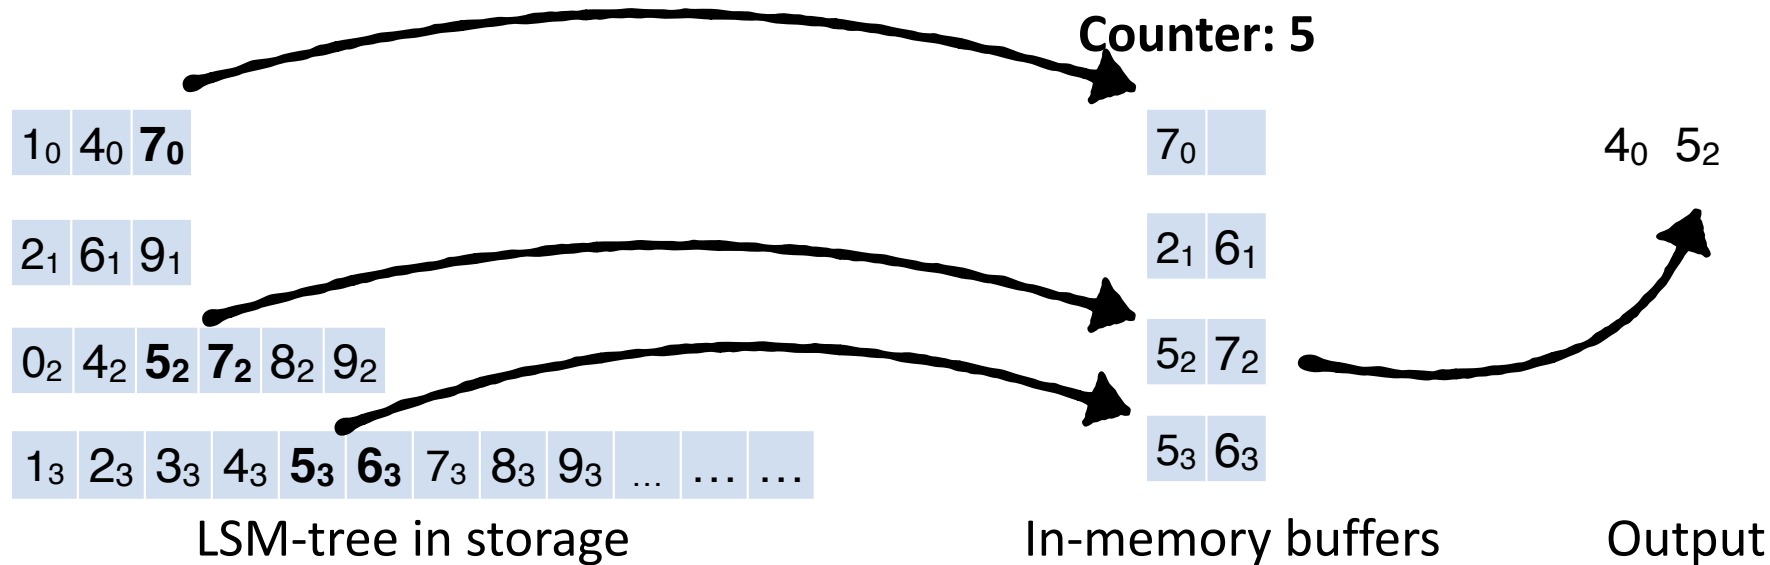 Counter: 5
1₀ 4₀ 7₀
7₀
4₀ 5₂
2₁ 6₁ 9₁
2₁ 6₁
0₂ 4₂ 5₂ 7₂ 8₂ 9₂
5₂ 7₂
1₃ 2₃ 3₃ 4₃ 5₃ 6₃ 7₃ 8₃ 9₃ ... ... ...
5₃ 6₃
LSM-tree in storage
In-memory buffers
Output